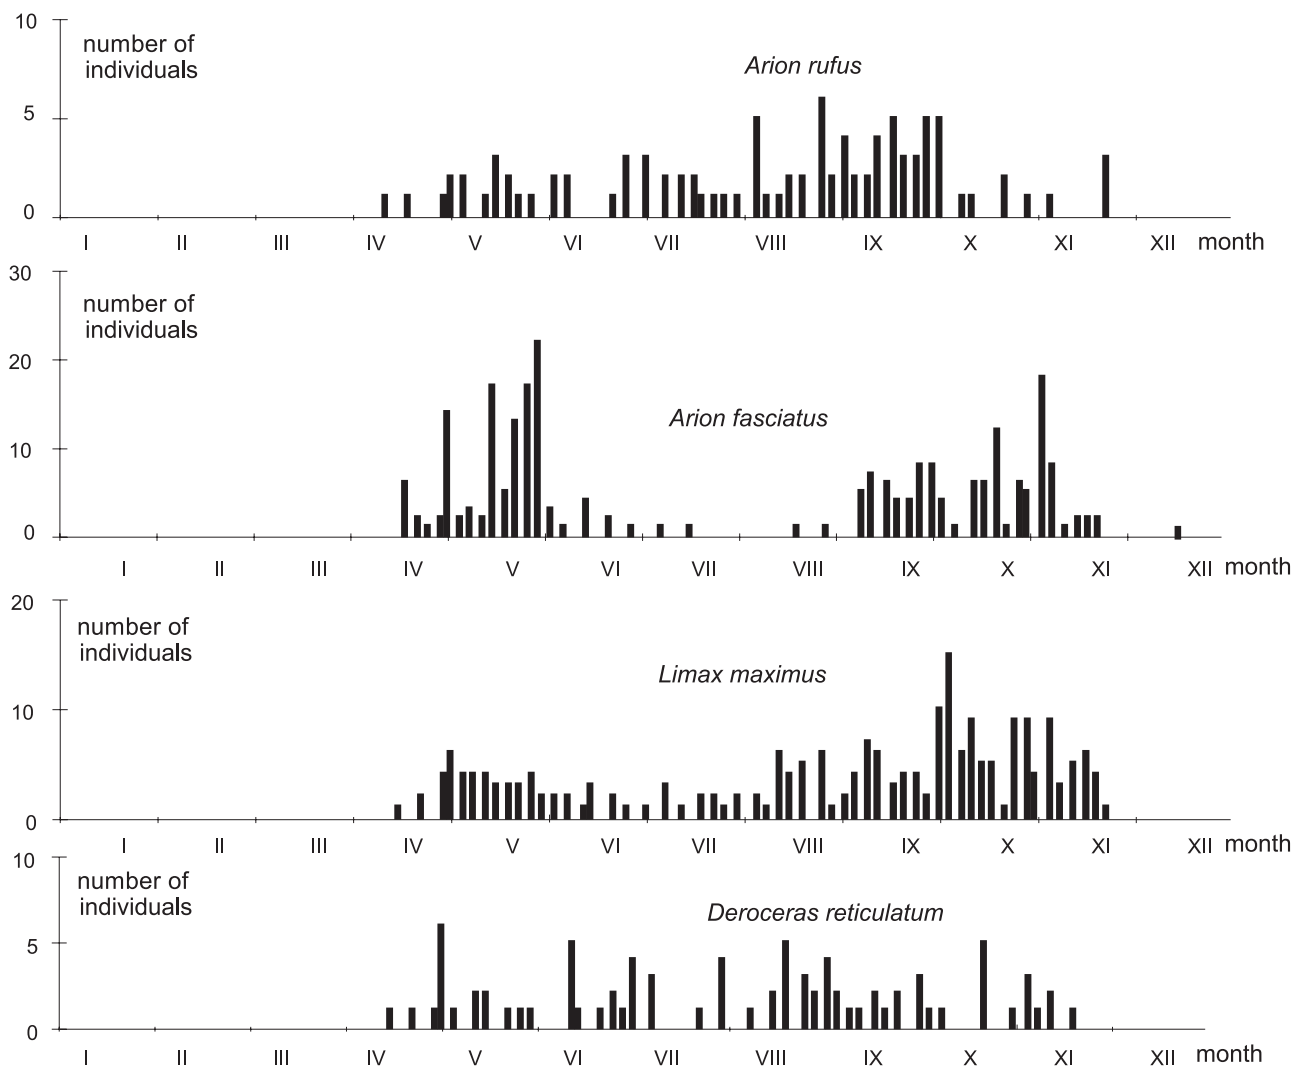 10
number of
individuals
Arion rufus
5
0
I II III IV V VI VII VIII IX X XI XII month
30
number of
individuals
20
Arion fasciatus
10
0
I II III IV V VI VII VIII IX X XI XII month
20
number of
individuals
Limax maximus
10
0
I II III IV V VI VII VIII IX X XI XII month
10
number of
individuals
Deroceras reticulatum
5
0
I II III IV V VI VII VIII IX X XI XII month